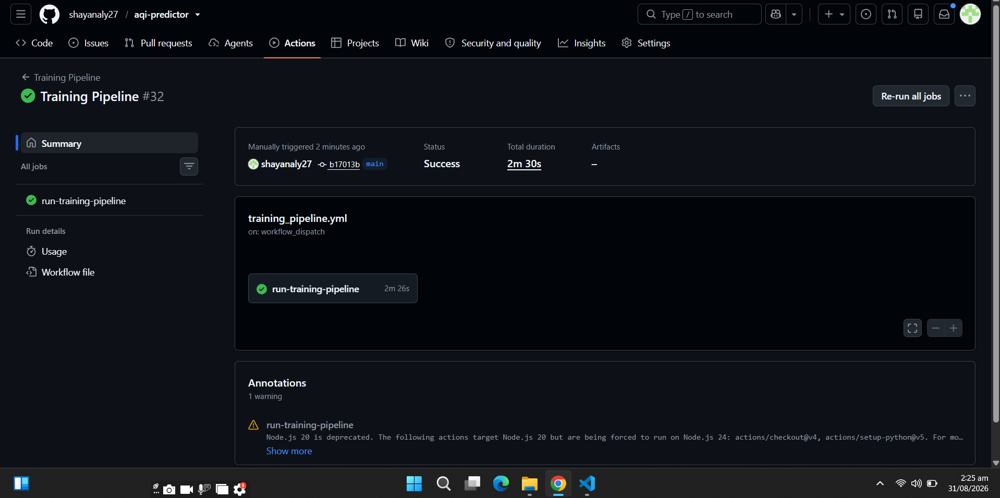 shayanaly27 / aqi-predictor
Type / to search
Code
Issues
Pull requests
Agents
Actions
Projects
Wiki
Security and quality
Insights
Settings
Training Pipeline
Training Pipeline #32
Re-run all jobs
Summary
All jobs
run-training-pipeline
Run details
Usage
Workflow file
Manually triggered 2 minutes ago
shayanaly27 b17013b main
Status
Success
Total duration
2m 30s
Artifacts
–
training_pipeline.yml
on: workflow_dispatch
run-training-pipeline 2m 26s
Annotations
1 warning
run-training-pipeline
Node.js 20 is deprecated. The following actions target Node.js 20 but are being forced to run on Node.js 24: actions/checkout@v4, actions/setup-python@v5. For mo…
Show more
5
2:25 am
31/08/2026